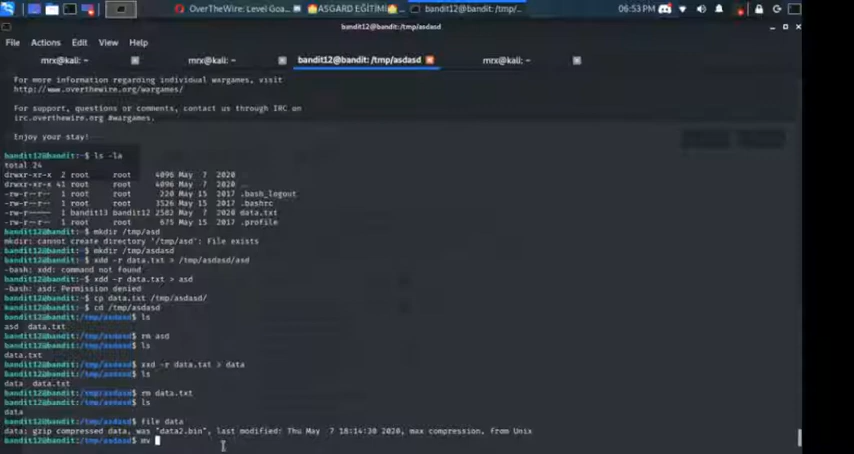 OverTheWire: Level Goa...
ASGARD EĞİTİMİ
bandit12@bandit: /tmp/...
06:53 PM
bandit12@bandit: /tmp/asdasd
File Actions Edit View Help
mrx@kali: ~
mrx@kali: ~
bandit12@bandit: /tmp/asdasd
mrx@kali: ~
For more information regarding individual wargames, visit
http://www.overthewire.org/wargames/
For support, questions or comments, contact us through IRC on
irc.overthewire.org #wargames.
Enjoy your stay!
bandit12@bandit:~$ ls -la
total 24
drwxr-xr-x 2 root root 4096 May 7 2020 .
drwxr-xr-x 41 root root 4096 May 7 2020 ..
-rw-r--r-- 1 root root 220 May 15 2017 .bash_logout
-rw-r--r-- 1 root root 3526 May 15 2017 .bashrc
-rw-r----- 1 bandit13 bandit12 2582 May 7 2020 data.txt
-rw-r--r-- 1 root root 675 May 15 2017 .profile
bandit12@bandit:~$ mkdir /tmp/asd
mkdir: cannot create directory '/tmp/asd': File exists
bandit12@bandit:~$ mkdir /tmp/asdasd
bandit12@bandit:~$ xdd -r data.txt > /tmp/asdasd/asd
-bash: xdd: command not found
bandit12@bandit:~$ xdd -r data.txt > asd
-bash: asd: Permission denied
bandit12@bandit:~$ cp data.txt /tmp/asdasd/
bandit12@bandit:~$ cd /tmp/asdasd
bandit12@bandit:/tmp/asdasd$ ls
asd data.txt
bandit12@bandit:/tmp/asdasd$ rm asd
bandit12@bandit:/tmp/asdasd$ ls
data.txt
bandit12@bandit:/tmp/asdasd$ xxd -r data.txt > data
bandit12@bandit:/tmp/asdasd$ ls
data data.txt
bandit12@bandit:/tmp/asdasd$ rm data.txt
bandit12@bandit:/tmp/asdasd$ ls
data
bandit12@bandit:/tmp/asdasd$ file data
data: gzip compressed data, was "data2.bin", last modified: Thu May 7 18:14:30 2020, max compression, from Unix
bandit12@bandit:/tmp/asdasd$ mv